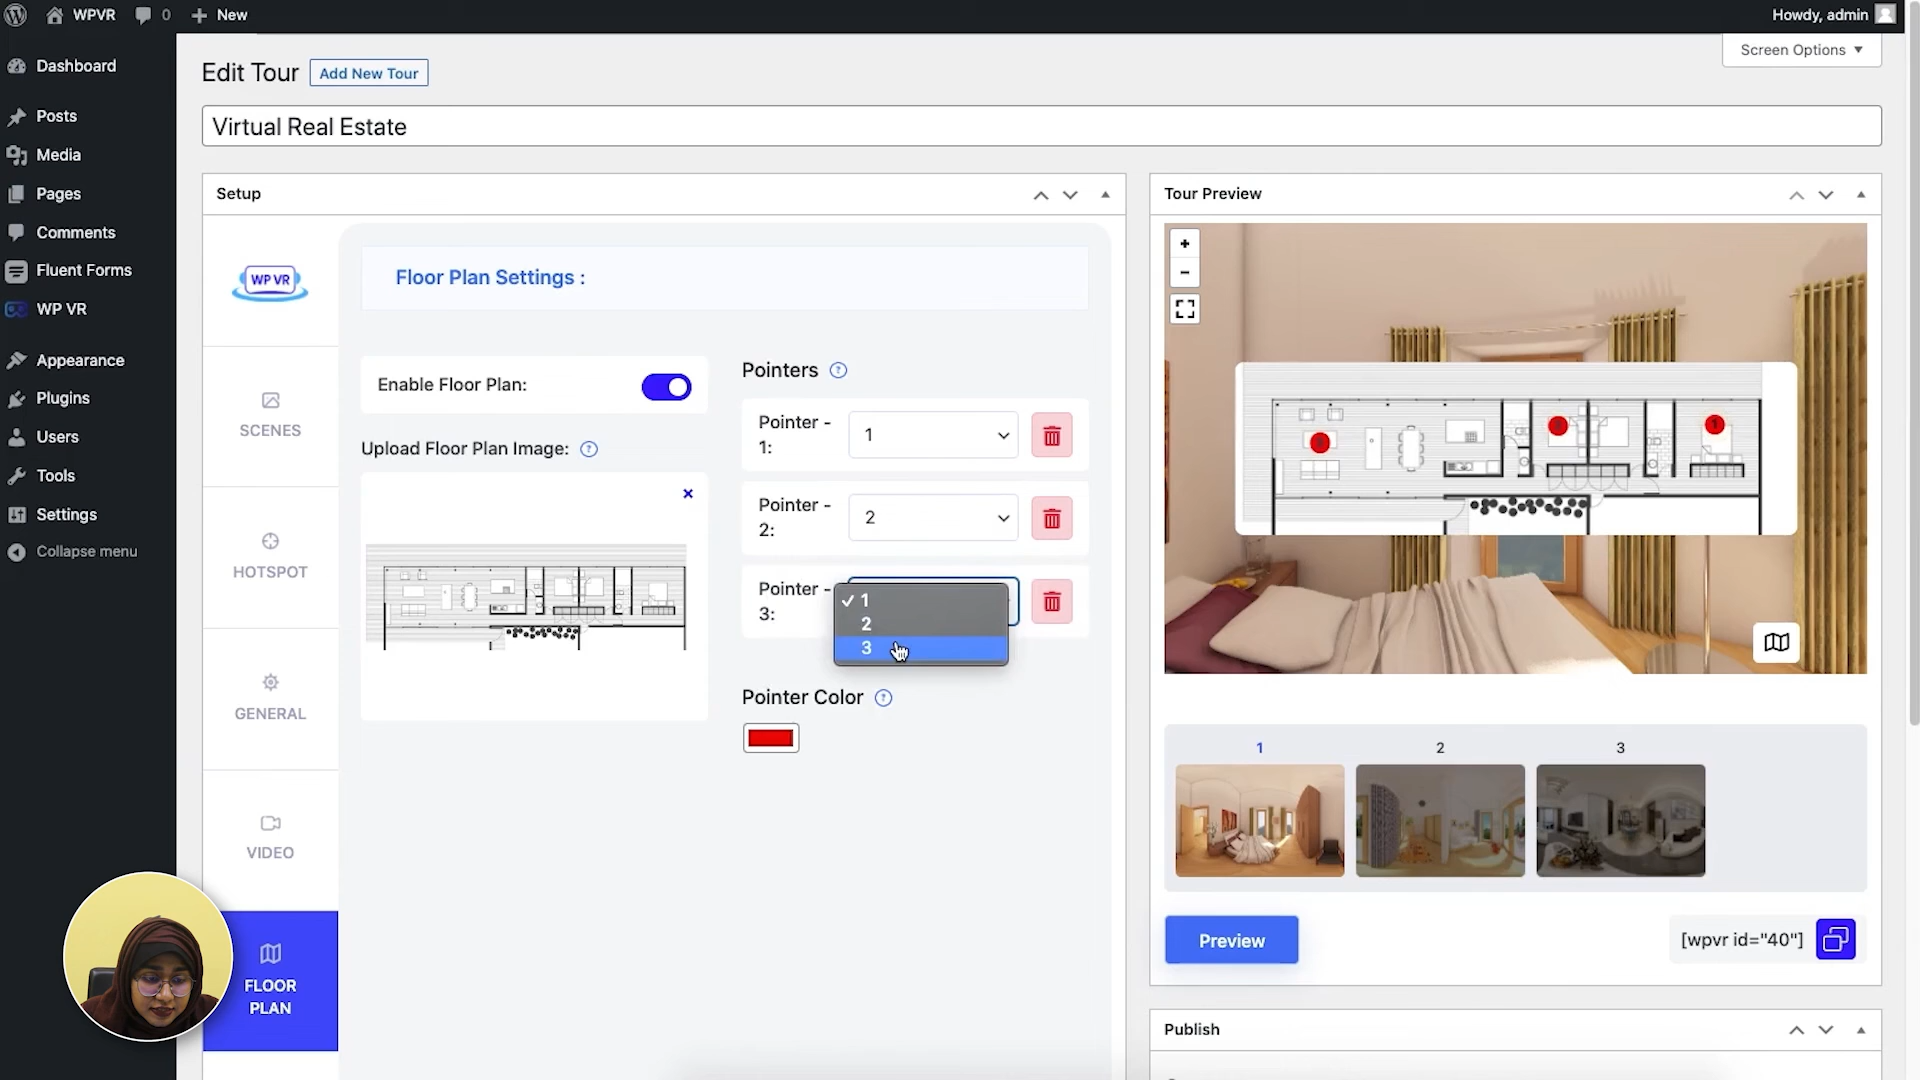 WPVR
0
New
Howdy, admin
Screen Options
Dashboard
Posts
Media
Pages
Comments
Fluent Forms
WP VR
Appearance
Plugins
Users
Tools
Settings
Collapse menu
Edit Tour
Add New Tour
Virtual Real Estate
Setup
WP VR
SCENES
HOTSPOT
GENERAL
VIDEO
FLOOR
PLAN
Floor Plan Settings :
Enable Floor Plan:
Upload Floor Plan Image: ?
Pointers ?
Pointer -
1:
1
Pointer -
2:
2
Pointer -
3:
✓ 1
2
3
Pointer Color ?
Tour Preview
+
-
1
1
2
3
Preview
[wpvr id="40"]
Publish